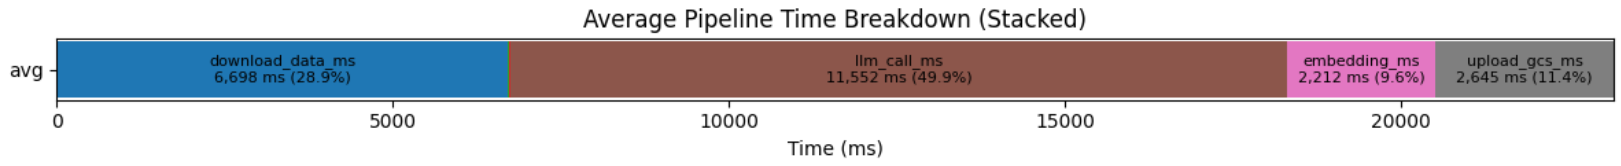 Average Pipeline Time Breakdown (Stacked)
avg
download_data_ms
6,698 ms (28.9%)
llm_call_ms
11,552 ms (49.9%)
embedding_ms
2,212 ms (9.6%)
upload_gcs_ms
2,645 ms (11.4%)
0 5000 10000 15000 20000
Time (ms)